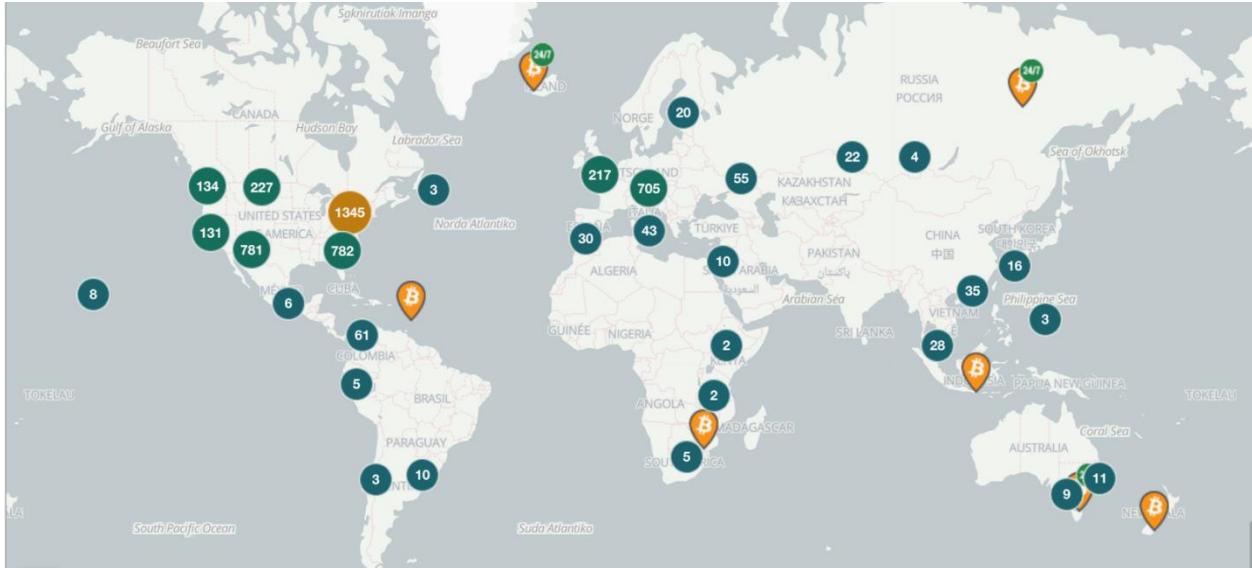 Saknirutiak Imanga
Beaufort Sea
24/7
24/7
RUSSIA
РОССИЯ
CANADA
20
NORGE
Gulf of Alaska
Hudson Bay
Labrador Sea
Sea of Okhotsk
22
4
217
55
134
227
3
705
KAZAKHSTAN
КАЗАХСТАН
1345
UNITED STATES
Norda Atlantiko
ITALIA
131
30
43
TÜRKIYE
SOUTH KOREA
CHINA
中国
781
782
10
PAKISTAN
پاکستان
16
ALGERIA
السعودية
8
MÉXICO
6
CUBA
Arabian Sea
35
Philippine Sea
VIETNAM
3
GUINÉE
NIGERIA
SRI LANKA
61
COLOMBIA
2
KENYA
28
5
PAPUA NEW GUINEA
TOKELAU
BRASIL
ANGOLA
2
TOKELAU
MADAGASCAR
Coral Sea
PARAGUAY
AUSTRALIA
5
3
10
9
11
South Pacific Ocean
Suda Atlantiko